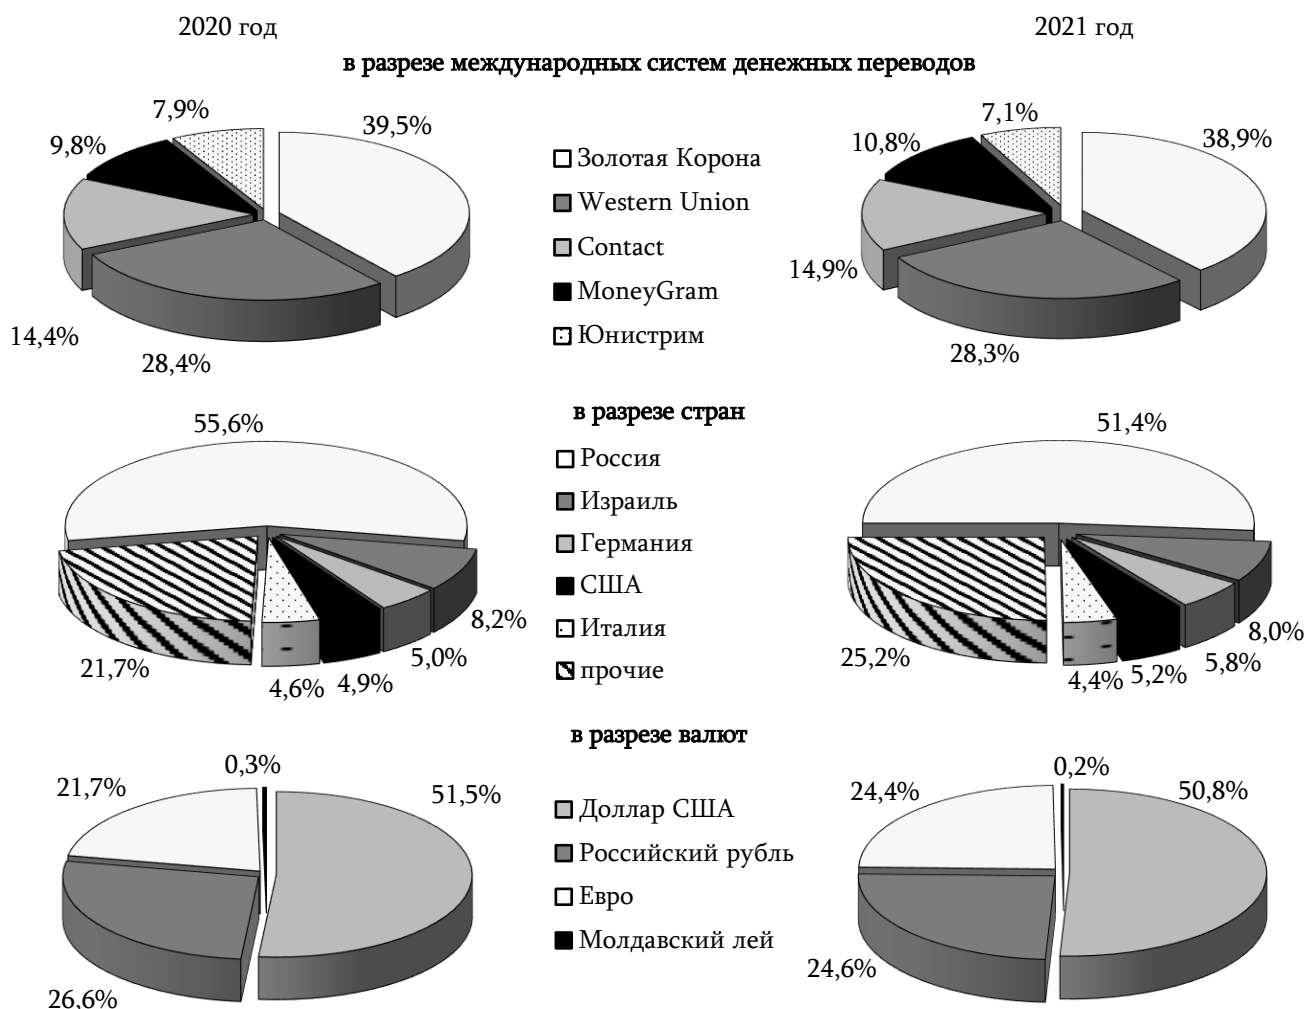 2020 год
2021 год
в разрезе международных систем денежных переводов
7,9%
39,5%
9,8%
14,4%
28,4%
Золотая Корона
Western Union
Contact
MoneyGram
Юнистрим
7,1%
38,9%
10,8%
14,9%
28,3%
в разрезе стран
55,6%
8,2%
5,0%
4,9%
4,6%
21,7%
Россия
Израиль
Германия
США
Италия
прочие
51,4%
8,0%
5,8%
5,2%
4,4%
25,2%
в разрезе валют
0,3%
21,7%
51,5%
26,6%
Доллар США
Российский рубль
Евро
Молдавский лей
0,2%
24,4%
50,8%
24,6%